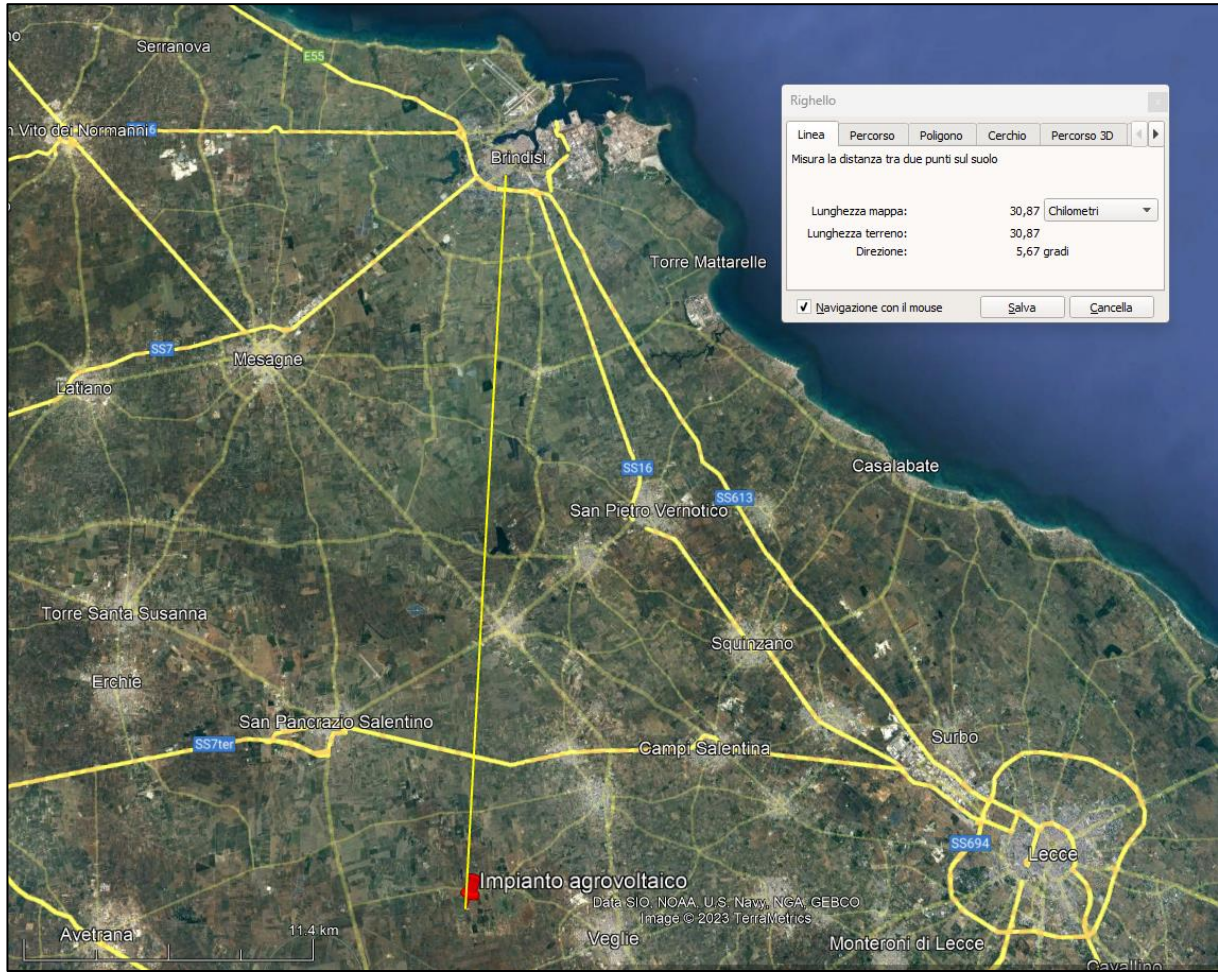 Serranova
E55
n Vito dei Normanni
Brindisi
Righello
Linea Percorso Poligono Cerchio Percorso 3D
Misura la distanza tra due punti sul suolo
Lunghezza mappa: 30,87 Chilometri
Lunghezza terreno: 30,87
Direzione: 5,67 gradi
Navigazione con il mouse Salva Cancella
Torre Mattarelle
SS7
Mesagne
Latiano
SS16
Casalabate
SS613
San Pietro Vernotico
Torre Santa Susanna
Squinzano
Erchie
San Pancrazio Salentino
SS7ter
Campi Salentina
Surbo
SS694
Lecce
Impianto agrovoltaico
Data SIO, NOAA, U.S. Navy, NGA, GEBCO
Image © 2023 TerraMetrics
11.4 km
Avetrana
Veglie
Monteroni di Lecce
Cavallino